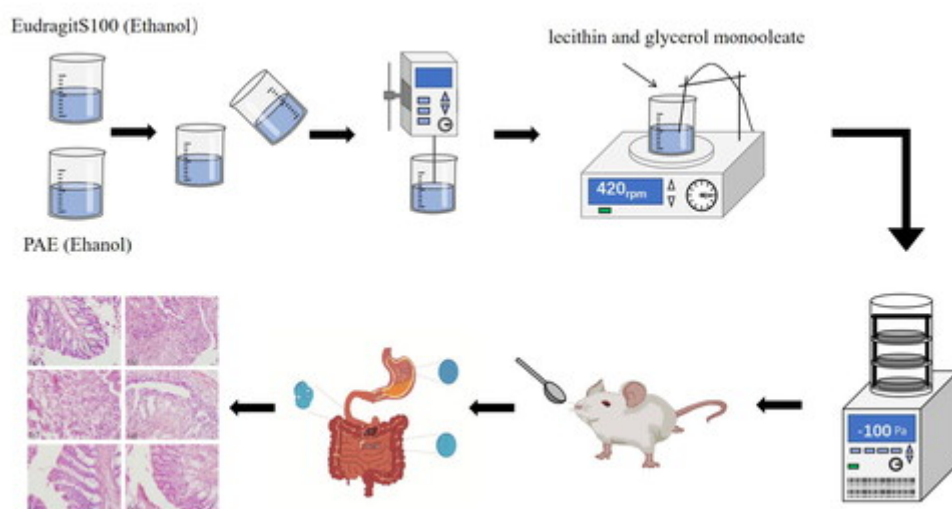 EudragitS100 (Ethanol)
lecithin and glycerol monooleate
420rpm
PAE (Ehanol)
-100 Pa